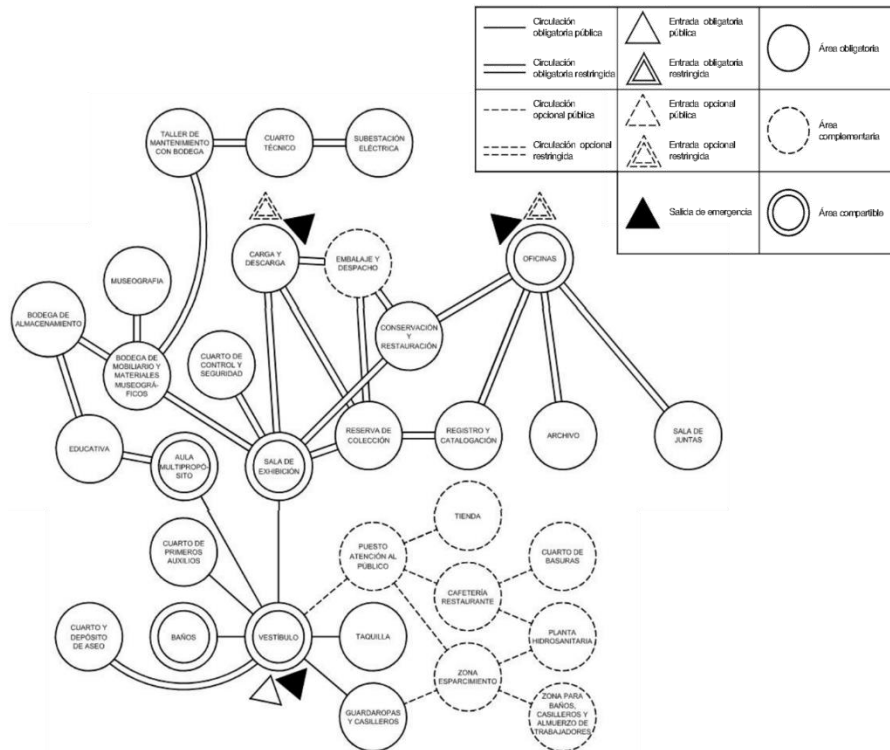 Circulación
obligatoria pública
Entrada obligatoria
pública
Área obligatoria
Circulación
obligatoria restringida
Entrada obligatoria
restringida
Circulación
opcional pública
Entrada opcional
pública
Área
complementaria
Circulación opcional
restringida
Entrada opcional
restringida
Salida de emergencia
Área compartible
TALLER DE
MANTENIMIENTO
CON BODEGA
CUARTO
TÉCNICO
SUBESTACIÓN
ELÉCTRICA
CARGA Y
DESCARGA
EMBALAJE Y
DESPACHO
OFICINAS
MUSEOGRAFIA
BODEGA DE
ALMACENAMIENTO
CONSERVACIÓN
Y
RESTAURACIÓN
BODEGA DE
MOBILIARIO Y
MATERIALES
MUSEOGRÁ-
FICOS
CUARTO DE
CONTROL Y
SEGURIDAD
EDUCATIVA
AULA
MULTIPROPÓ-
SITO
SALA DE
EXHIBICIÓN
RESERVA DE
COLECCIÓN
REGISTRO Y
CATALOGACIÓN
ARCHIVO
SALA DE
JUNTAS
TIENDA
CUARTO DE
PRIMEROS
AUXILIOS
PUESTO
ATENCIÓN AL
PÚBLICO
CUARTO DE
BASURAS
CAFETERÍA
RESTAURANTE
CUARTO Y
DEPÓSITO
DE ASEO
BAÑOS
VESTÍBULO
TAQUILLA
PLANTA
HIDROSANITARIA
ZONA
ESPARCIMIENTO
GUARDAROPAS
Y CASILLEROS
ZONA PARA
BAÑOS,
CASILLEROS Y
ALMUERZO DE
TRABAJADORES